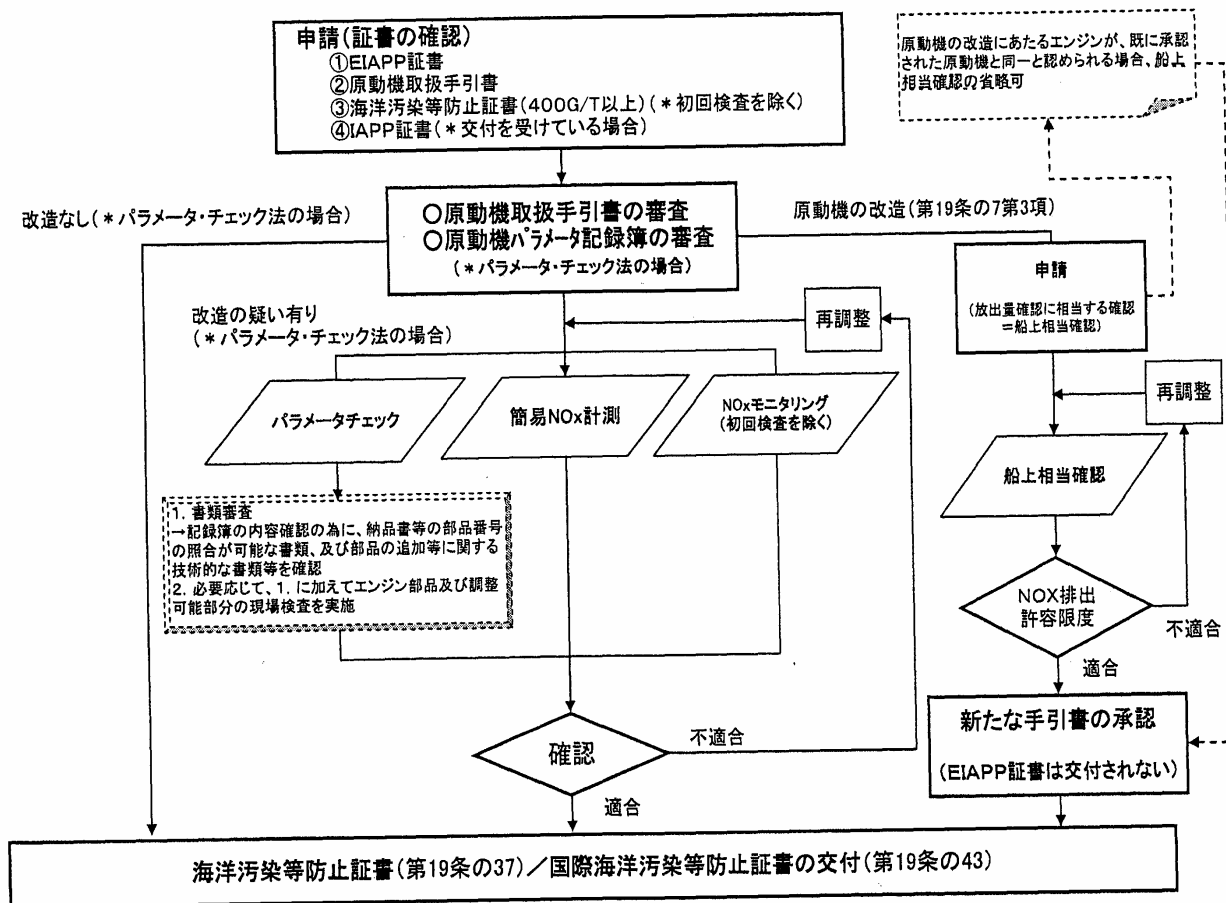 申請(証書の確認)
①EIAPP証書
②原動機取扱手引書
③海洋汚染等防止証書(400G/T以上)(*初回検査を除く)
④IAPP証書(*交付を受けている場合)
原動機の改造にあたるエンジンが、既に承認
された原動機と同一と認められる場合、船上
相当確認の省略可
改造なし(*パラメータ・チェック法の場合)
○原動機取扱手引書の審査
○原動機パラメータ記録簿の審査
(*パラメータ・チェック法の場合)
原動機の改造(第19条の7第3項)
申請
(放出量確認に相当する確認
=船上相当確認)
改造の疑い有り
(*パラメータ・チェック法の場合)
再調整
再調整
パラメータチェック
簡易NOx計測
NOxモニタリング
(初回検査を除く)
船上相当確認
1. 書類審査
→記録簿の内容確認の為に、納品書等の部品番号
の照合が可能な書類、及び部品の追加等に関する
技術的な書類等を確認
2. 必要応じて、1. に加えてエンジン部品及び調整
可能部分の現場検査を実施
NOX排出
許容限度
不適合
適合
新たな手引書の承認
(EIAPP証書は交付されない)
確認
不適合
適合
海洋汚染等防止証書(第19条の37)/国際海洋汚染等防止証書の交付(第19条の43)